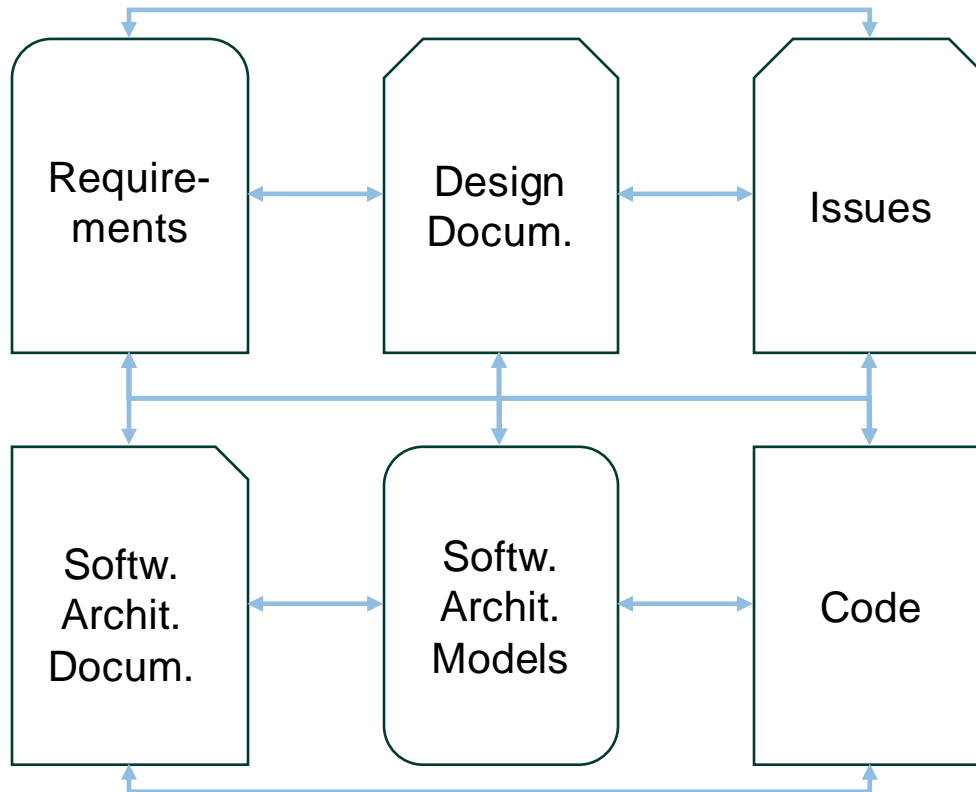 Require-
ments
Design
Docum.
Issues
Softw.
Archit.
Docum.
Softw.
Archit.
Models
Code